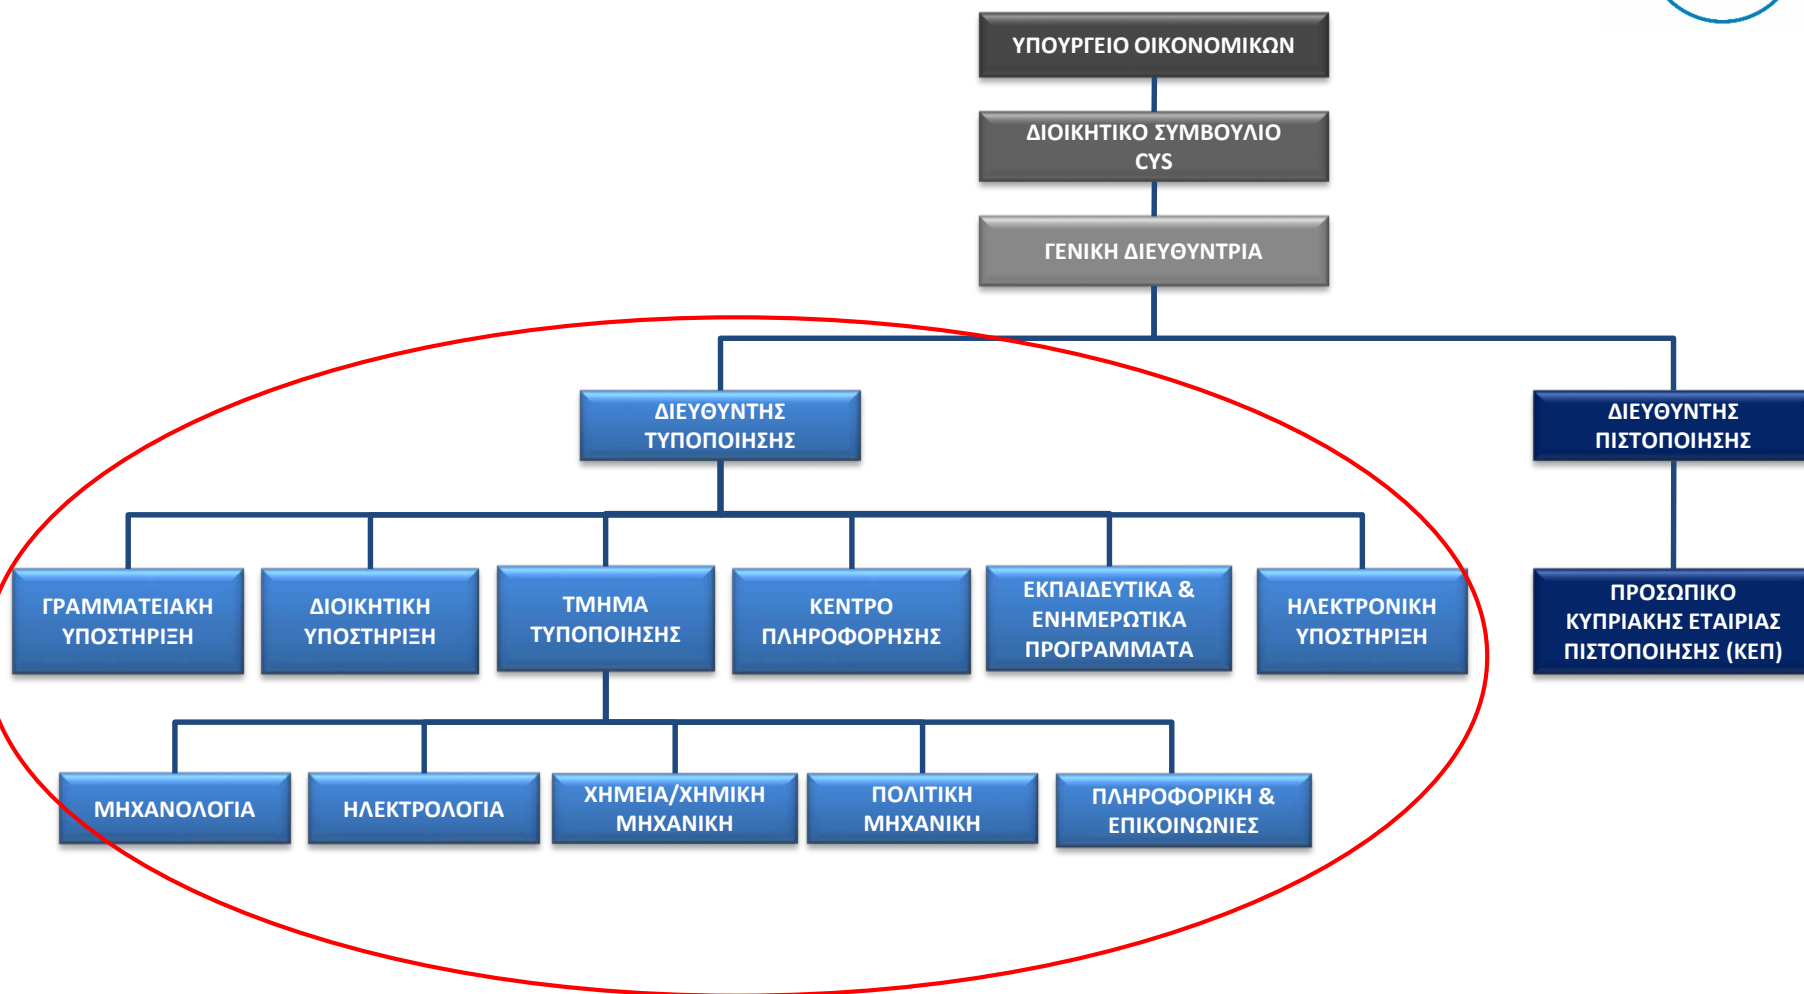 ΥΠΟΥΡΓΕΙΟ ΟΙΚΟΝΟΜΙΚΩΝ
ΔΙΟΙΚΗΤΙΚΟ ΣΥΜΒΟΥΛΙΟ
CYS
ΓΕΝΙΚΗ ΔΙΕΥΘΥΝΤΡΙΑ
ΔΙΕΥΘΥΝΤΗΣ
ΤΥΠΟΠΟΙΗΣΗΣ
ΔΙΕΥΘΥΝΤΗΣ
ΠΙΣΤΟΠΟΙΗΣΗΣ
ΓΡΑΜΜΑΤΕΙΑΚΗ
ΥΠΟΣΤΗΡΙΞΗ
ΔΙΟΙΚΗΤΙΚΗ
ΥΠΟΣΤΗΡΙΞΗ
ΤΜΗΜΑ
ΤΥΠΟΠΟΙΗΣΗΣ
ΚΕΝΤΡΟ
ΠΛΗΡΟΦΟΡΗΣΗΣ
ΕΚΠΑΙΔΕΥΤΙΚΑ &
ΕΝΗΜΕΡΩΤΙΚΑ
ΠΡΟΓΡΑΜΜΑΤΑ
ΗΛΕΚΤΡΟΝΙΚΗ
ΥΠΟΣΤΗΡΙΞΗ
ΠΡΟΣΩΠΙΚΟ
ΚΥΠΡΙΑΚΗΣ ΕΤΑΙΡΙΑΣ
ΠΙΣΤΟΠΟΙΗΣΗΣ (ΚΕΠ)
ΜΗΧΑΝΟΛΟΓΙΑ
ΗΛΕΚΤΡΟΛΟΓΙΑ
ΧΗΜΕΙΑ/ΧΗΜΙΚΗ
ΜΗΧΑΝΙΚΗ
ΠΟΛΙΤΙΚΗ
ΜΗΧΑΝΙΚΗ
ΠΛΗΡΟΦΟΡΙΚΗ &
ΕΠΙΚΟΙΝΩΝΙΕΣ